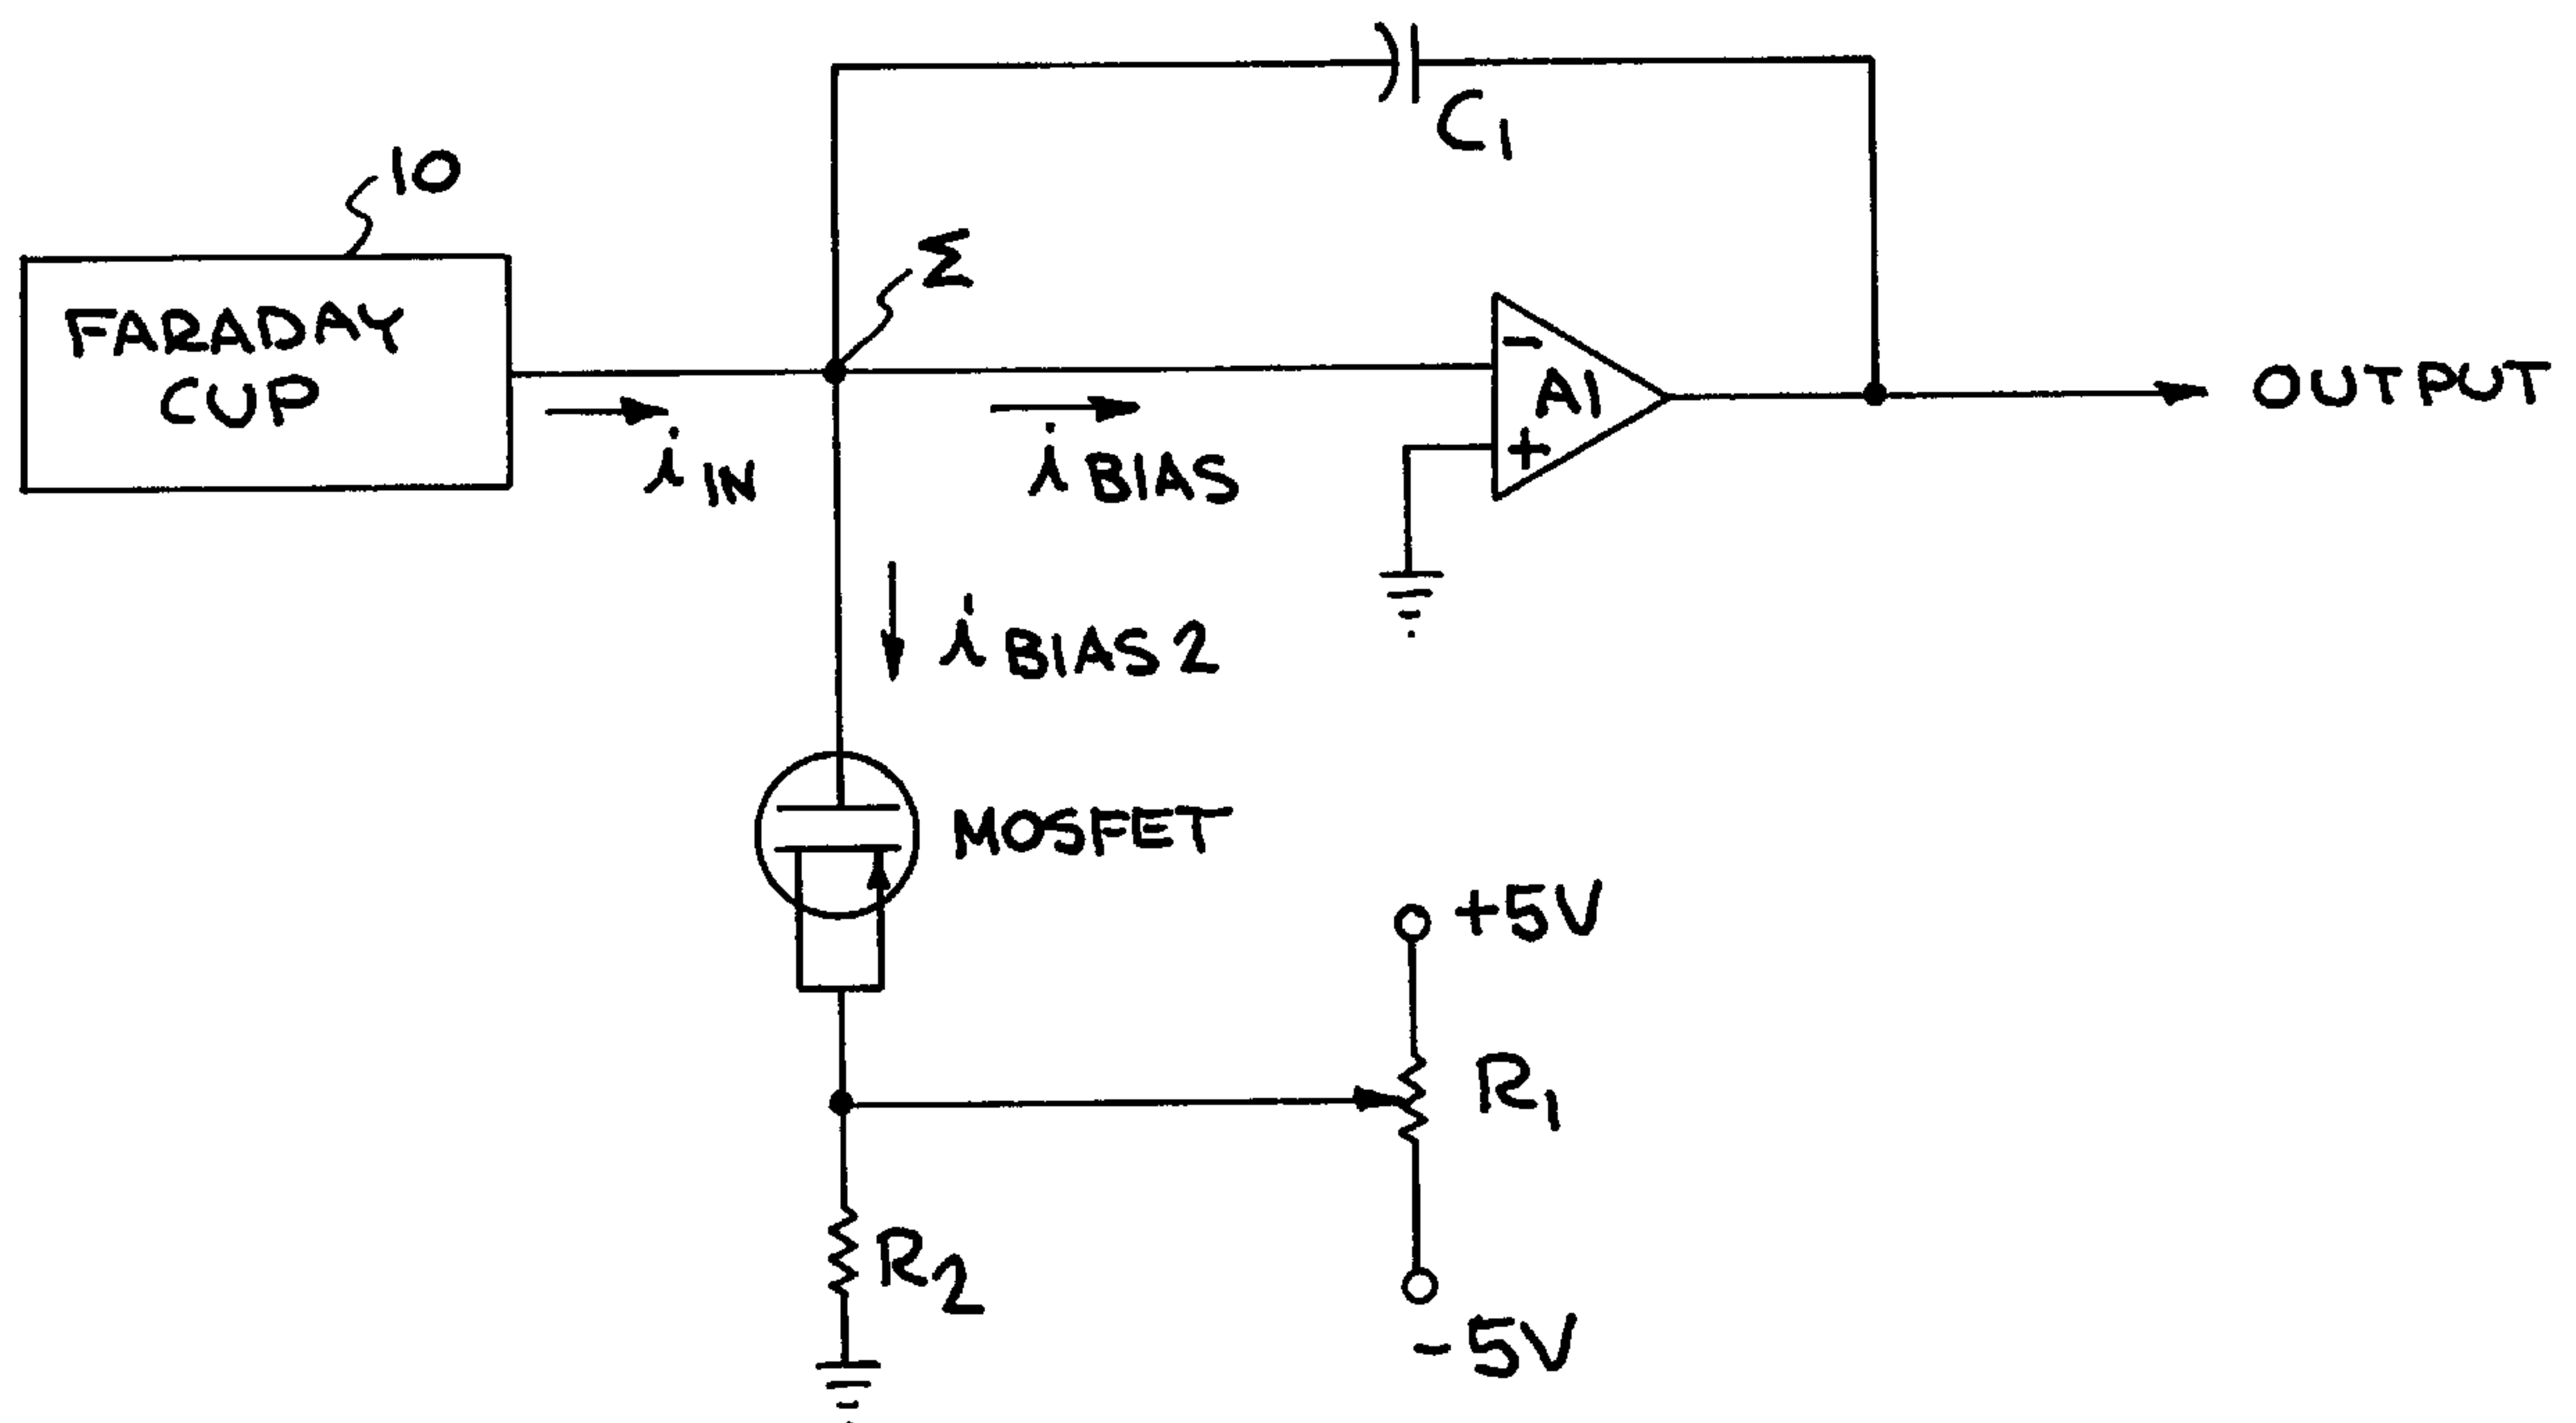 C1
10
Σ
FARADAY
CUP
i IN
i BIAS
-
A1
+
OUTPUT
i BIAS 2
MOSFET
+5V
R1
R2
-5V